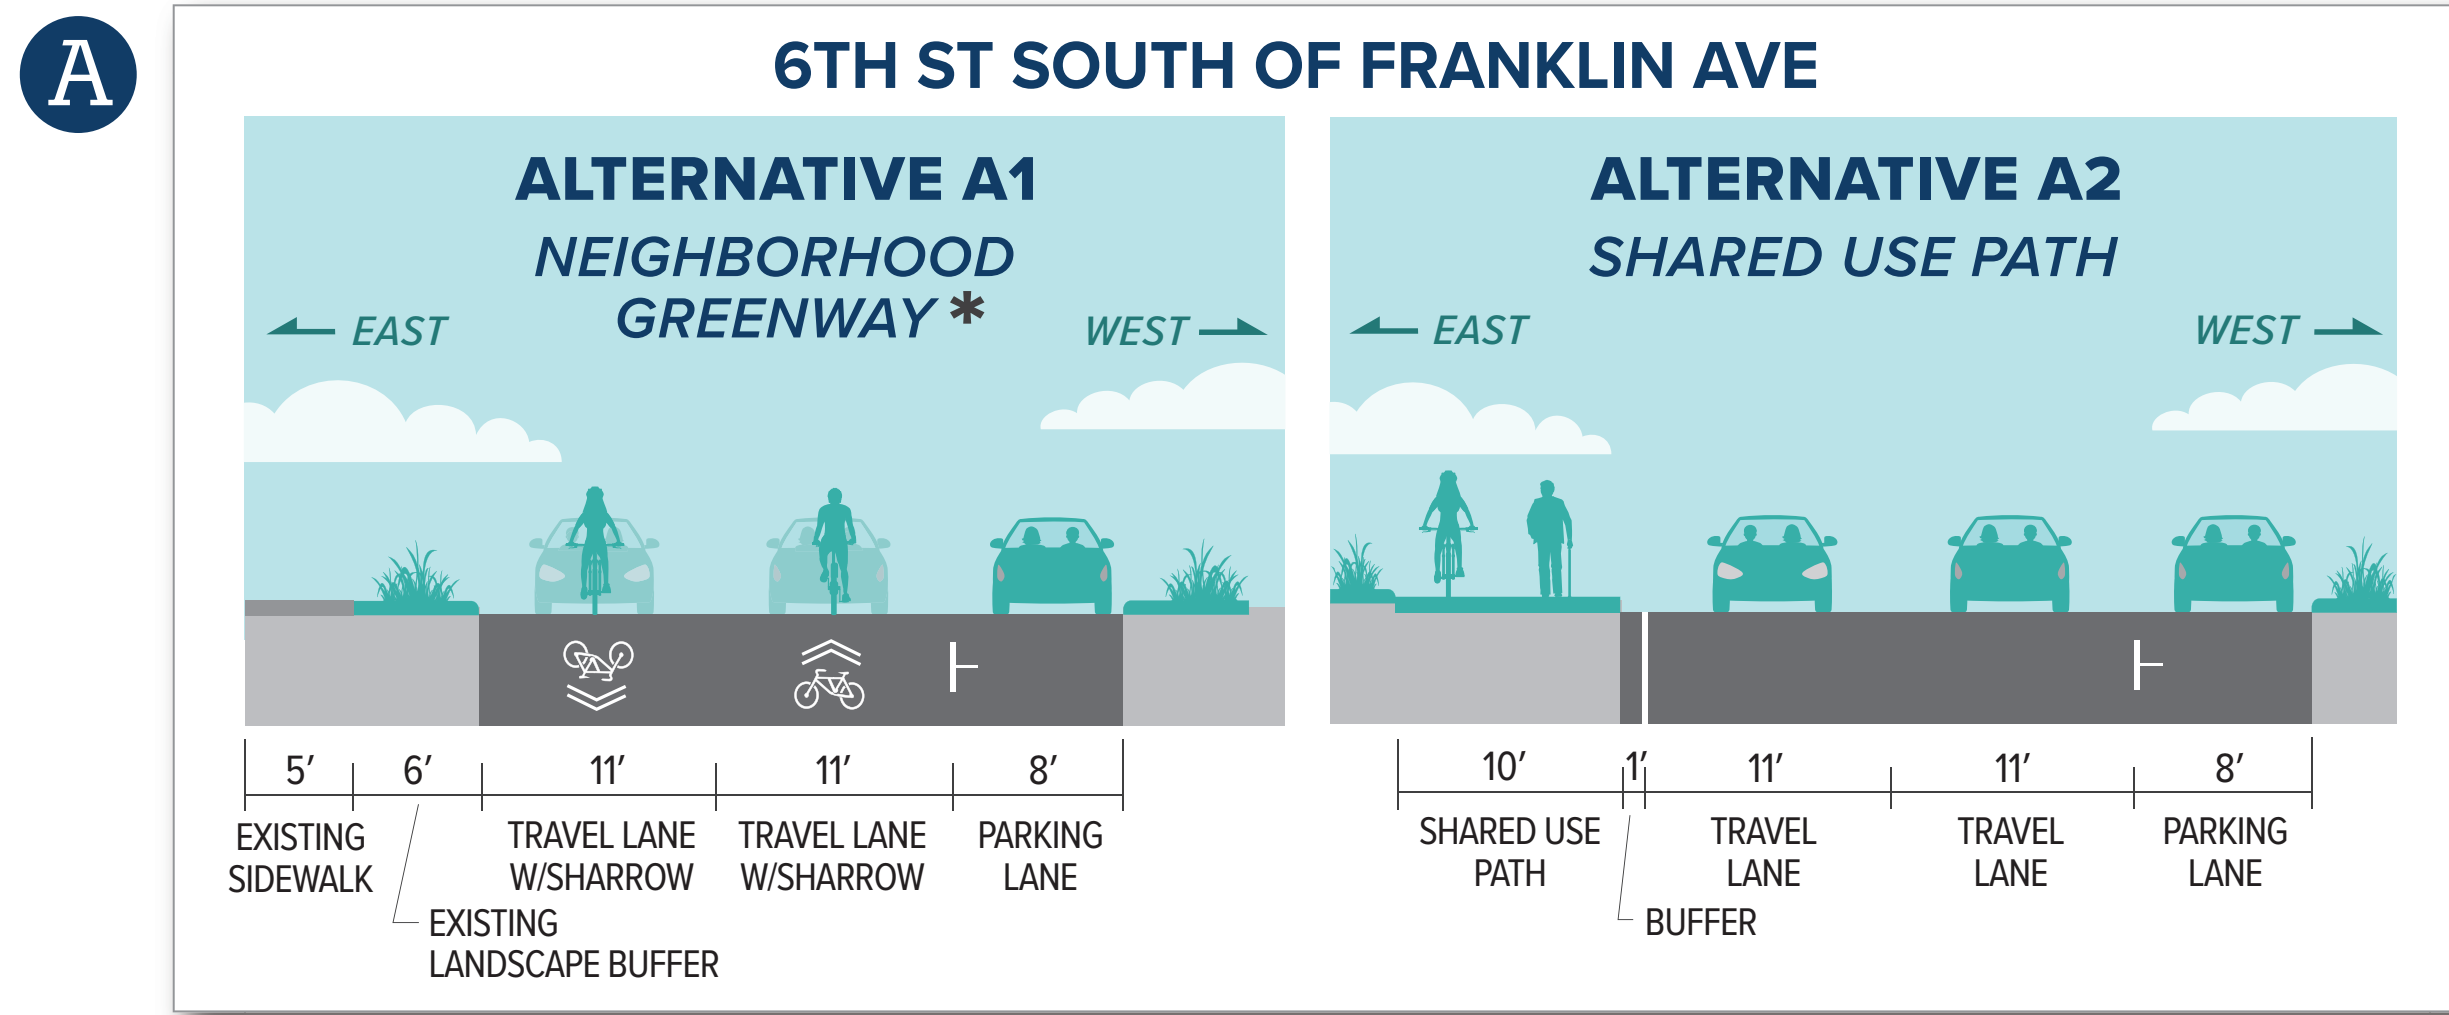 A
6TH ST SOUTH OF FRANKLIN AVE
ALTERNATIVE A1
NEIGHBORHOOD
GREENWAY *
EAST
WEST
5’
6’
11’
11’
8’
EXISTING
SIDEWALK
EXISTING
LANDSCAPE BUFFER
TRAVEL LANE
W/SHARROW
TRAVEL LANE
W/SHARROW
PARKING
LANE
ALTERNATIVE A2
SHARED USE PATH
EAST
WEST
10’
1’
11’
11’
8’
SHARED USE
PATH
BUFFER
TRAVEL
LANE
TRAVEL
LANE
PARKING
LANE